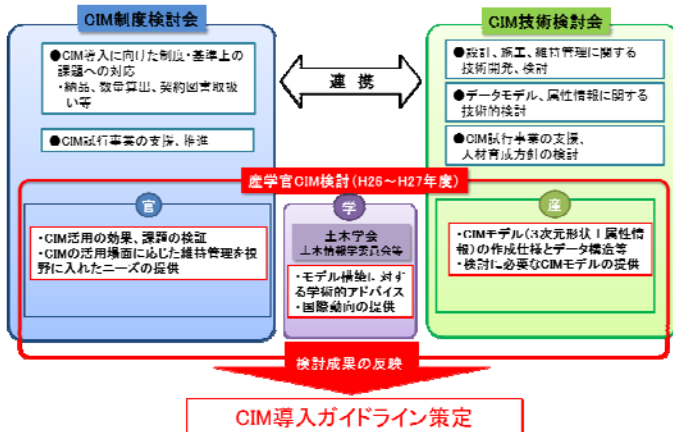 CIM制度検討会
●CIM導入に向けた制度・基準上の
課題への対応
・納品、数量算出、契約図書取扱
い等
●CIM試行事業の支援、推進
連 携
CIM技術検討会
●設計、施工、維持管理に関する
技術開発、検討
●データモデル、属性情報に関する
技術的検討
●CIM試行事業の支援、
人材育成方針の検討
産学官CIM検討(H26～H27年度)
官
・CIM活用の効果、課題の検証
・CIMの活用場面に応じた維持管理を視
野に入れたニーズの提供
学
土木学会
土木情報学委員会等
・モデル構築に対す
る学術的アドバイス
・国際動向の提供
産
・CIMモデル(3次元形状+属性情
報)の作成仕様とデータ構造等
・検討に必要なCIMモデルの提供
検討成果の反映
CIM導入ガイドライン策定